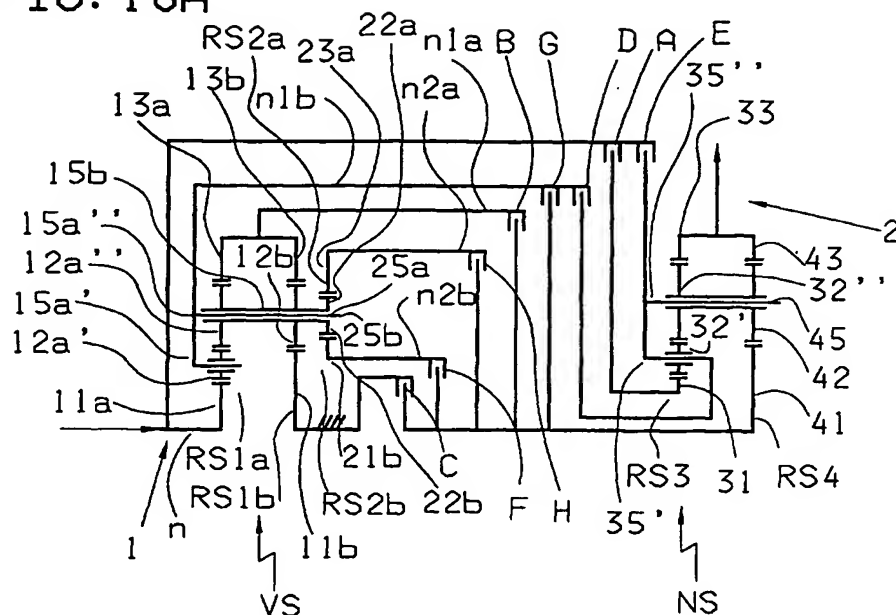 IG. 10A
RS2a 23a 22a n1a B G D A E
13b n2a 35''
13a n1b 33
15b
15a'' 2
12a'' 12b 25a 43
15a' 32''
12a' 25b n2b 32' 45
42
11a
41
RS1a 21b C RS3 31 RS4
1 n RS1b RS2b 22b F H 35'
11b
VS NS